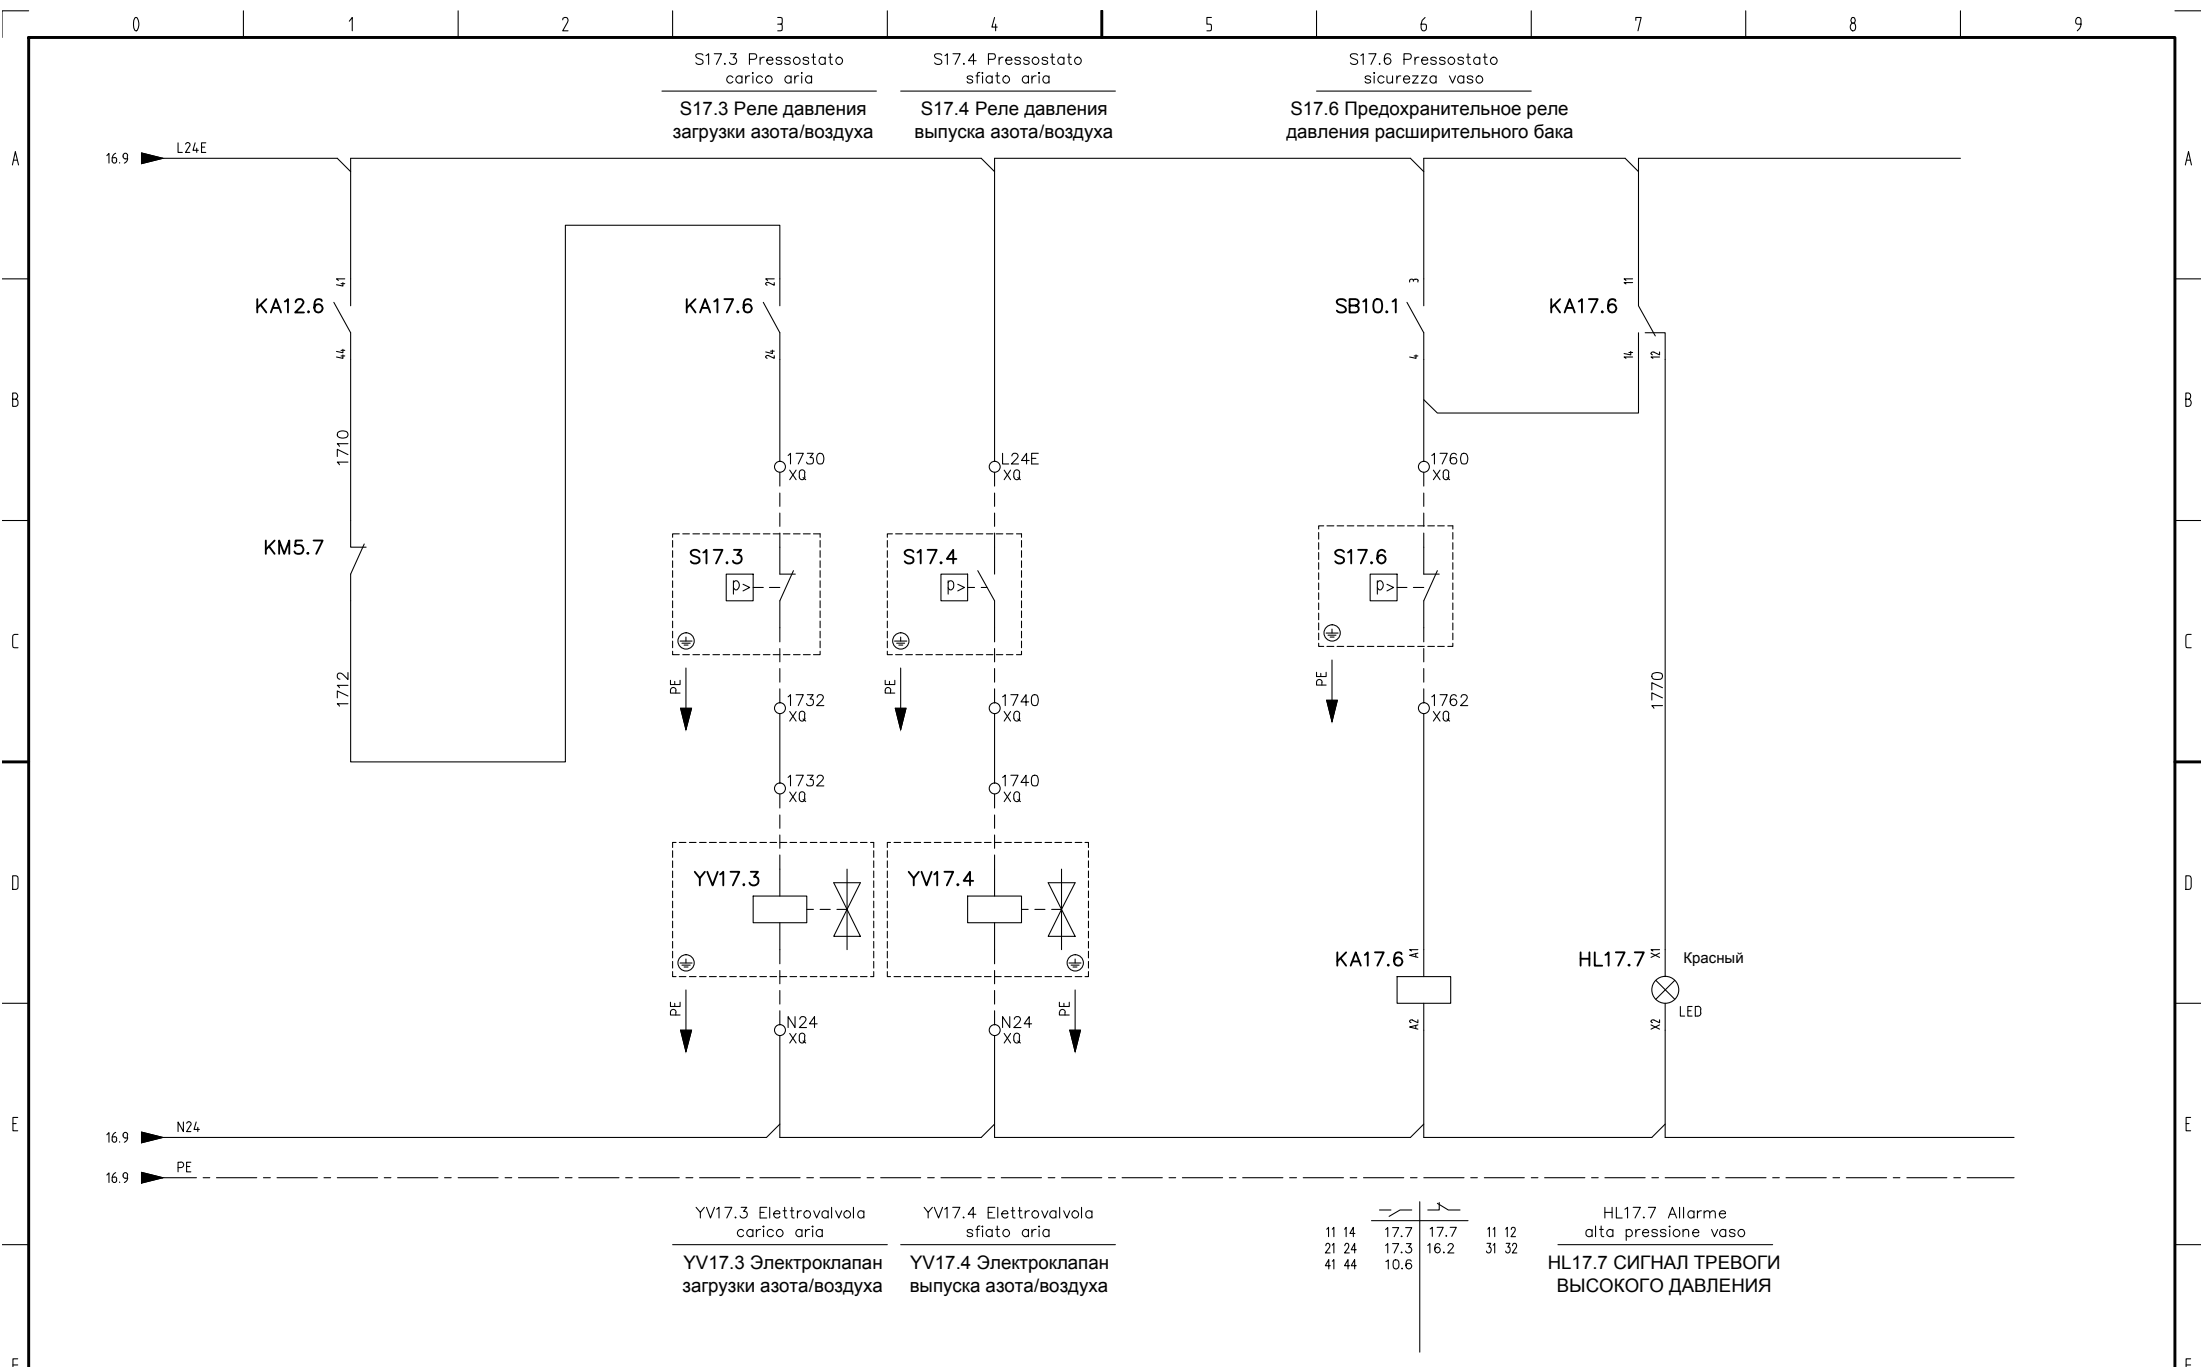 0 1 2 3 4 5 6 7 8 9
S17.3 Pressostato
carico aria
S17.3 Реле давления
загрузки азота/воздуха
S17.4 Pressostato
sfiato aria
S17.4 Реле давления
выпуска азота/воздуха
S17.6 Pressostato
sicurezza vaso
S17.6 Предохранительное реле
давления расширительного бака
A
16.9
L24E
A
41
KA12.6
44
21
KA17.6
24
3
SB10.1
4
11
KA17.6
14
12
B
B
1710
1730
XQ
L24E
XQ
1760
XQ
KM5.7
S17.3
P>
S17.4
P>
S17.6
P>
C
C
1712
PE
1732
XQ
PE
1740
XQ
PE
1762
XQ
1770
1732
XQ
1740
XQ
D
D
YV17.3
YV17.4
KA17.6
A1
A2
HL17.7
X1
Красный
LED
X2
PE
N24
XQ
N24
XQ
PE
E
E
16.9
N24
16.9
PE
YV17.3 Elettrovalvola
carico aria
YV17.3 Электроклапан
загрузки азота/воздуха
YV17.4 Elettrovalvola
sfiato aria
YV17.4 Электроклапан
выпуска азота/воздуха
11 14 17.7 17.7 11 12
21 24 17.3 16.2 31 32
41 44 10.6
HL17.7 Allarme
alta pressione vaso
HL17.7 СИГНАЛ ТРЕВОГИ
ВЫСОКОГО ДАВЛЕНИЯ